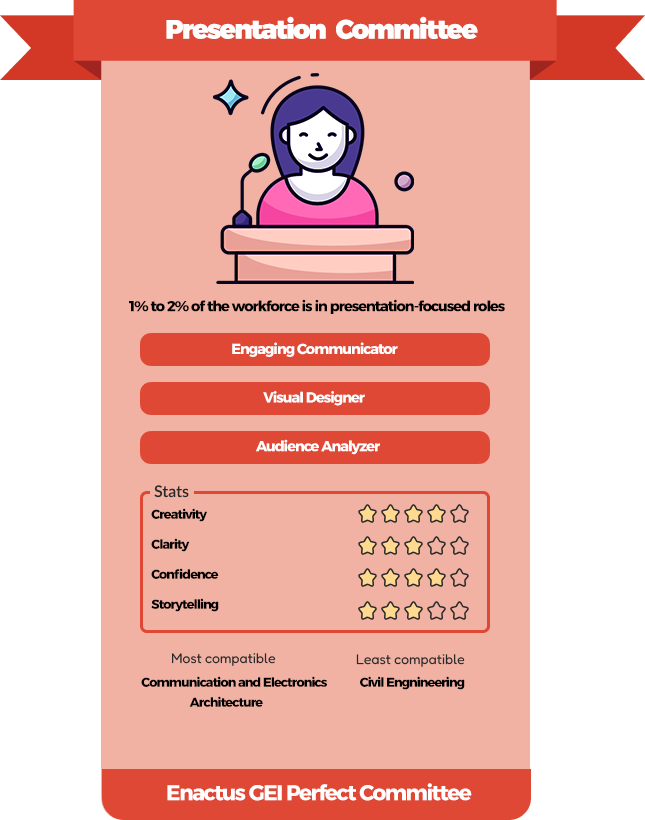 Presentation Committee
1% to 2% of the workforce is in presentation-focused roles
Engaging Communicator
Visual Designer
Audience Analyzer
Stats
Creativity
Clarity
Confidence
Storytelling
Most compatible
Communication and Electronics
Architecture
Least compatible
Civil Engnineering
Enactus GEI Perfect Committee